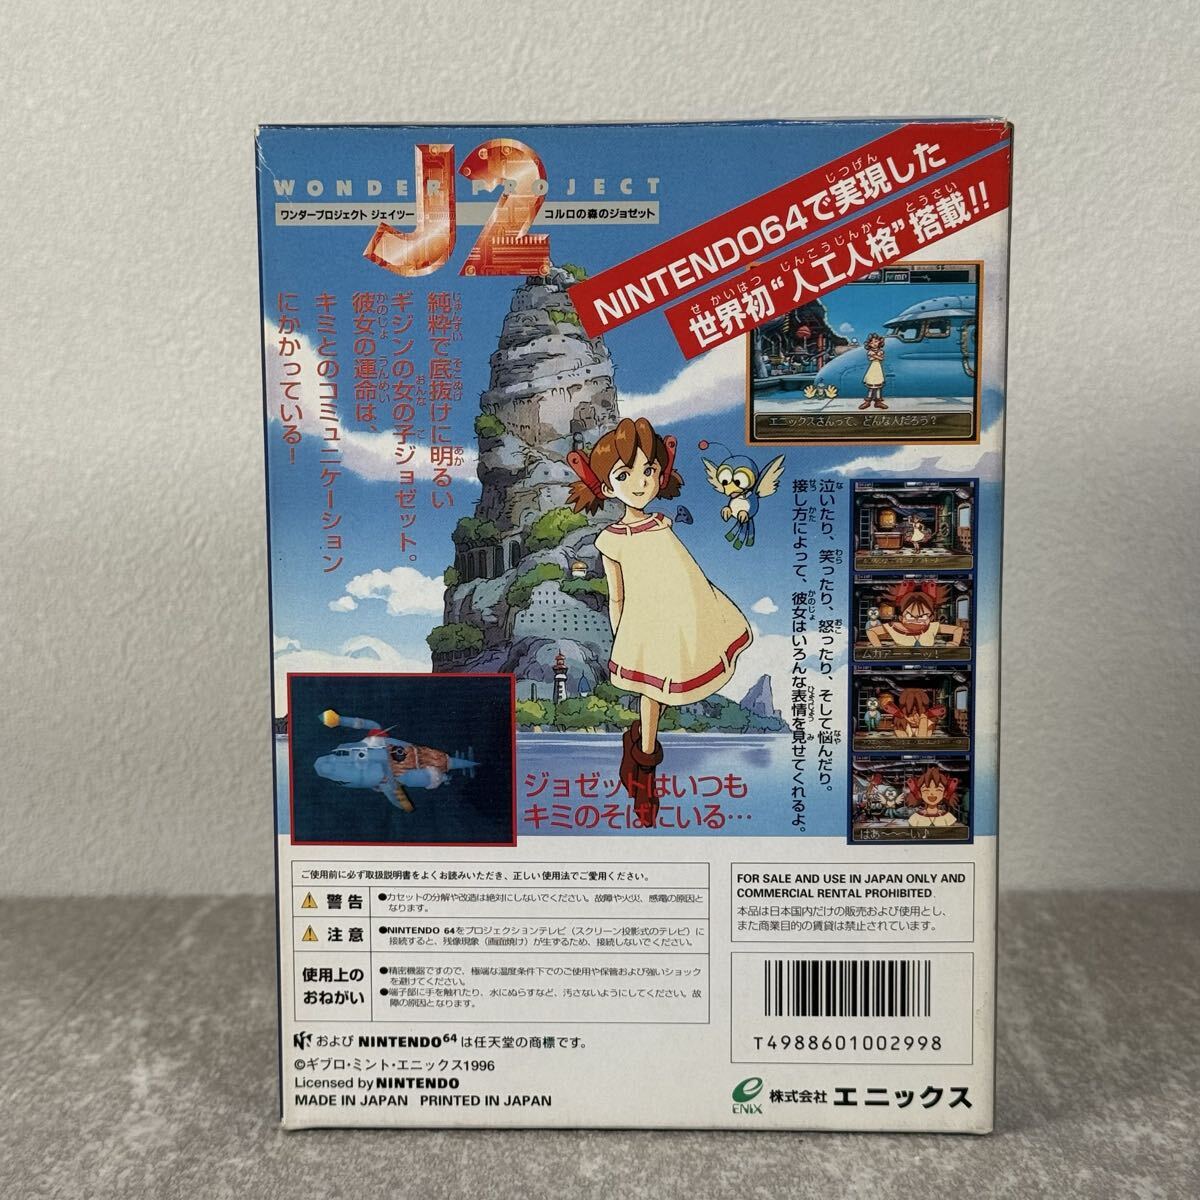 WONDER PROJECT
J2
ワンダープロジェクト ジェイツー
コルロの森のジョゼット
NINTENDO64で実現した
世界初“人工人格”搭載!!
純粋で底抜けに明るい
ギジンの女の子ジョゼット。
彼女の運命は、
キミとのコミュニケーション
にかかっている!
エニックスさんって、どんな人だろう?
泣いたり、笑ったり、怒ったり、そして悩んだり。
接し方によって、彼女はいろんな表情を見せてくれるよ。
ムカアーーーッ!
はあ〜〜〜い♪
ジョゼットはいつも
キミのそばにいる…
ご使用前に必ず取扱説明書をよくお読みいただき、正しい使用法でご愛用ください。
警告
●カセットの分解や改造は絶対にしないでください。故障や火災、感電の原因と
なります。
注意
●NINTENDO 64をプロジェクションテレビ(スクリーン投影式のテレビ)に
接続すると、残像現象(画面焼け)が生ずるため、接続しないでください。
使用上の
おねがい
●精密機器ですので、極端な温度条件下でのご使用や保管および強いショック
を避けてください。
●端子部に手を触れたり、水にぬらすなど、汚さないようにしてください。故
障の原因となります。
FOR SALE AND USE IN JAPAN ONLY AND
COMMERCIAL RENTAL PROHIBITED.
本品は日本国内だけの販売および使用とし、
また商業目的の賃貸は禁止されています。
T4988601002998
および NINTENDO64 は任天堂の商標です。
©ギブロ・ミント・エニックス1996
Licensed by NINTENDO
MADE IN JAPAN PRINTED IN JAPAN
ENIX
株式会社 エニックス